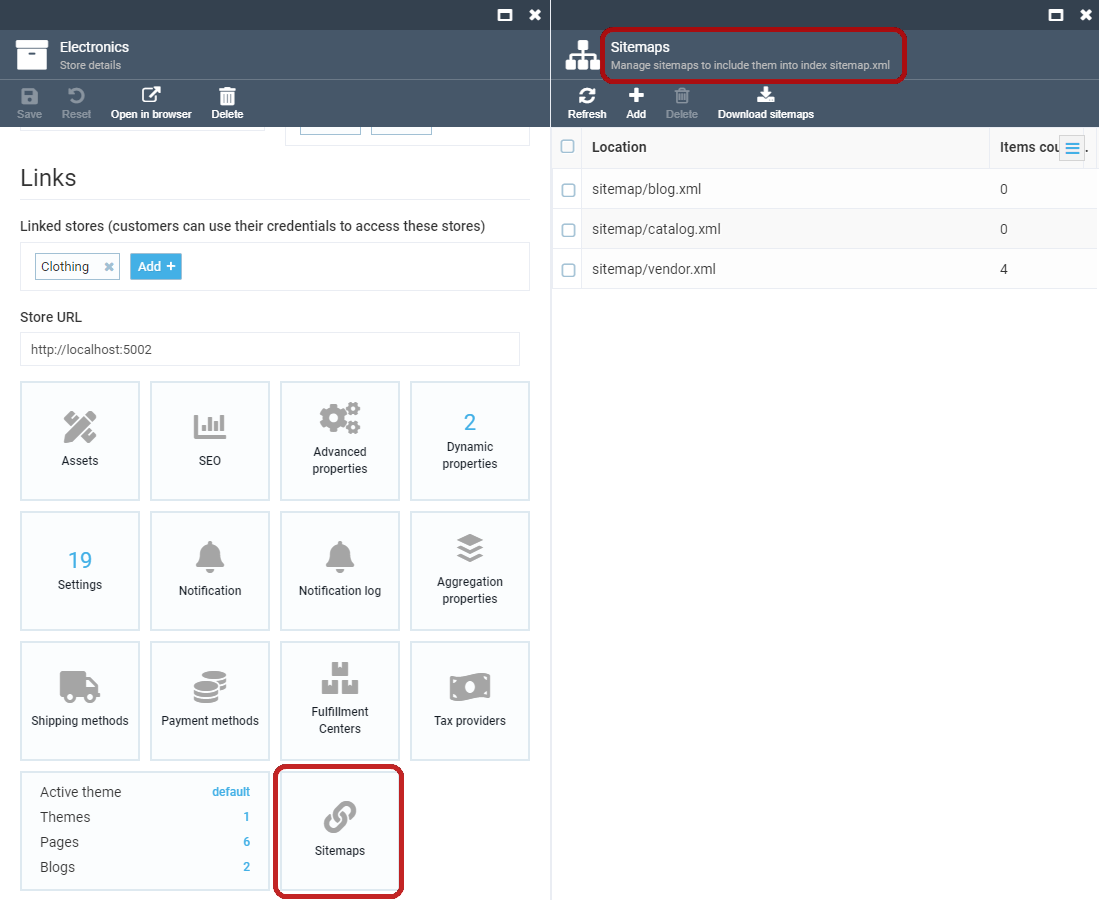 Electronics
Store details
Save
Reset
Open in browser
Delete
Links
Linked stores (customers can use their credentials to access these stores)
Clothing
Add +
Store URL
http://localhost:5002
Assets
SEO
Advanced
properties
2
Dynamic
properties
19
Settings
Notification
Notification log
Aggregation
properties
Shipping methods
Payment methods
Fulfillment
Centers
Tax providers
Active theme default
Themes 1
Pages 6
Blogs 2
Sitemaps
Sitemaps
Manage sitemaps to include them into index sitemap.xml
Refresh
Add
Delete
Download sitemaps
Location Items cou .
sitemap/blog.xml 0
sitemap/catalog.xml 0
sitemap/vendor.xml 4